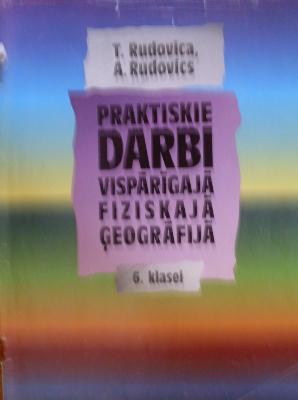 T. Rudovica,
A. Rudovics
PRAKTISKIE
DARBI
VISPĀRĪGAJĀ
FIZISKAJĀ
ĢEOGRĀFIJĀ
6. klasei